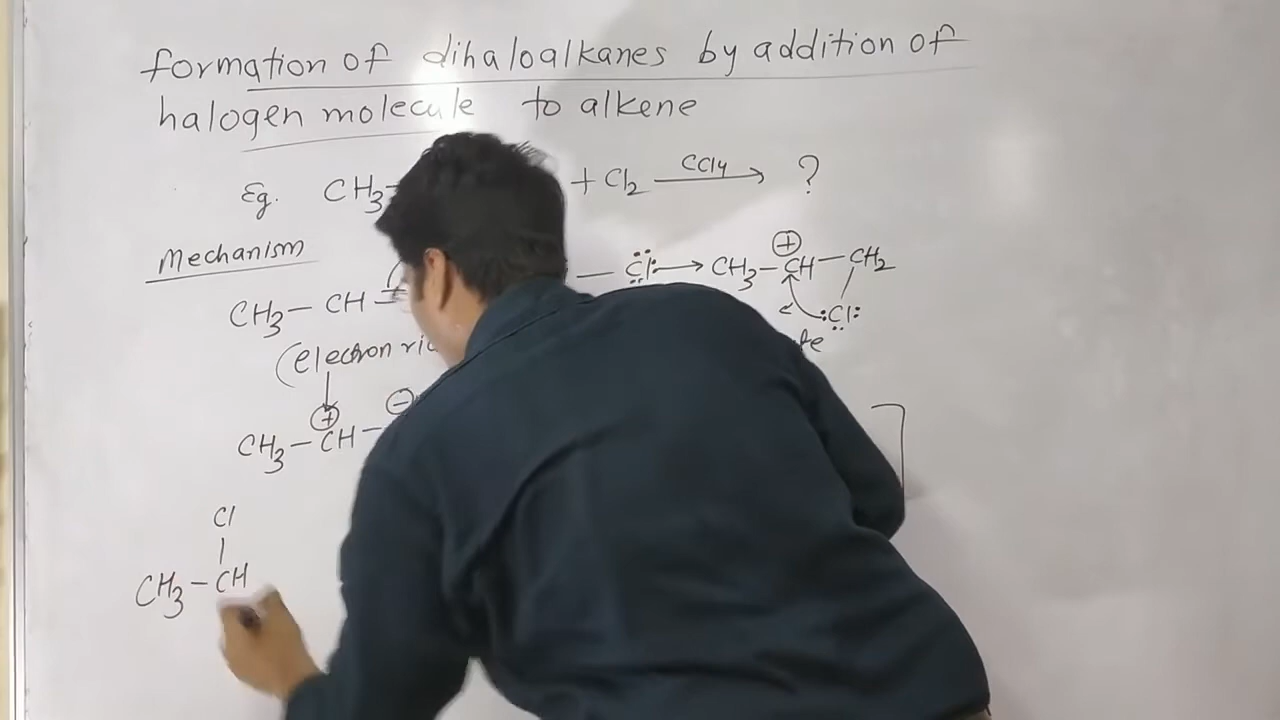 formation of dihaloalkanes by addition of
halogen molecule to alkene
Eg. CH3 + Cl2 CCl4 → ?
Mechanism
CH3 — CH — :Cl: → CH3 — CH — CH2
⊕
:Cl:
(electron
⊕ ⊖
CH3 — CH —
Cl
|
CH3 — CH